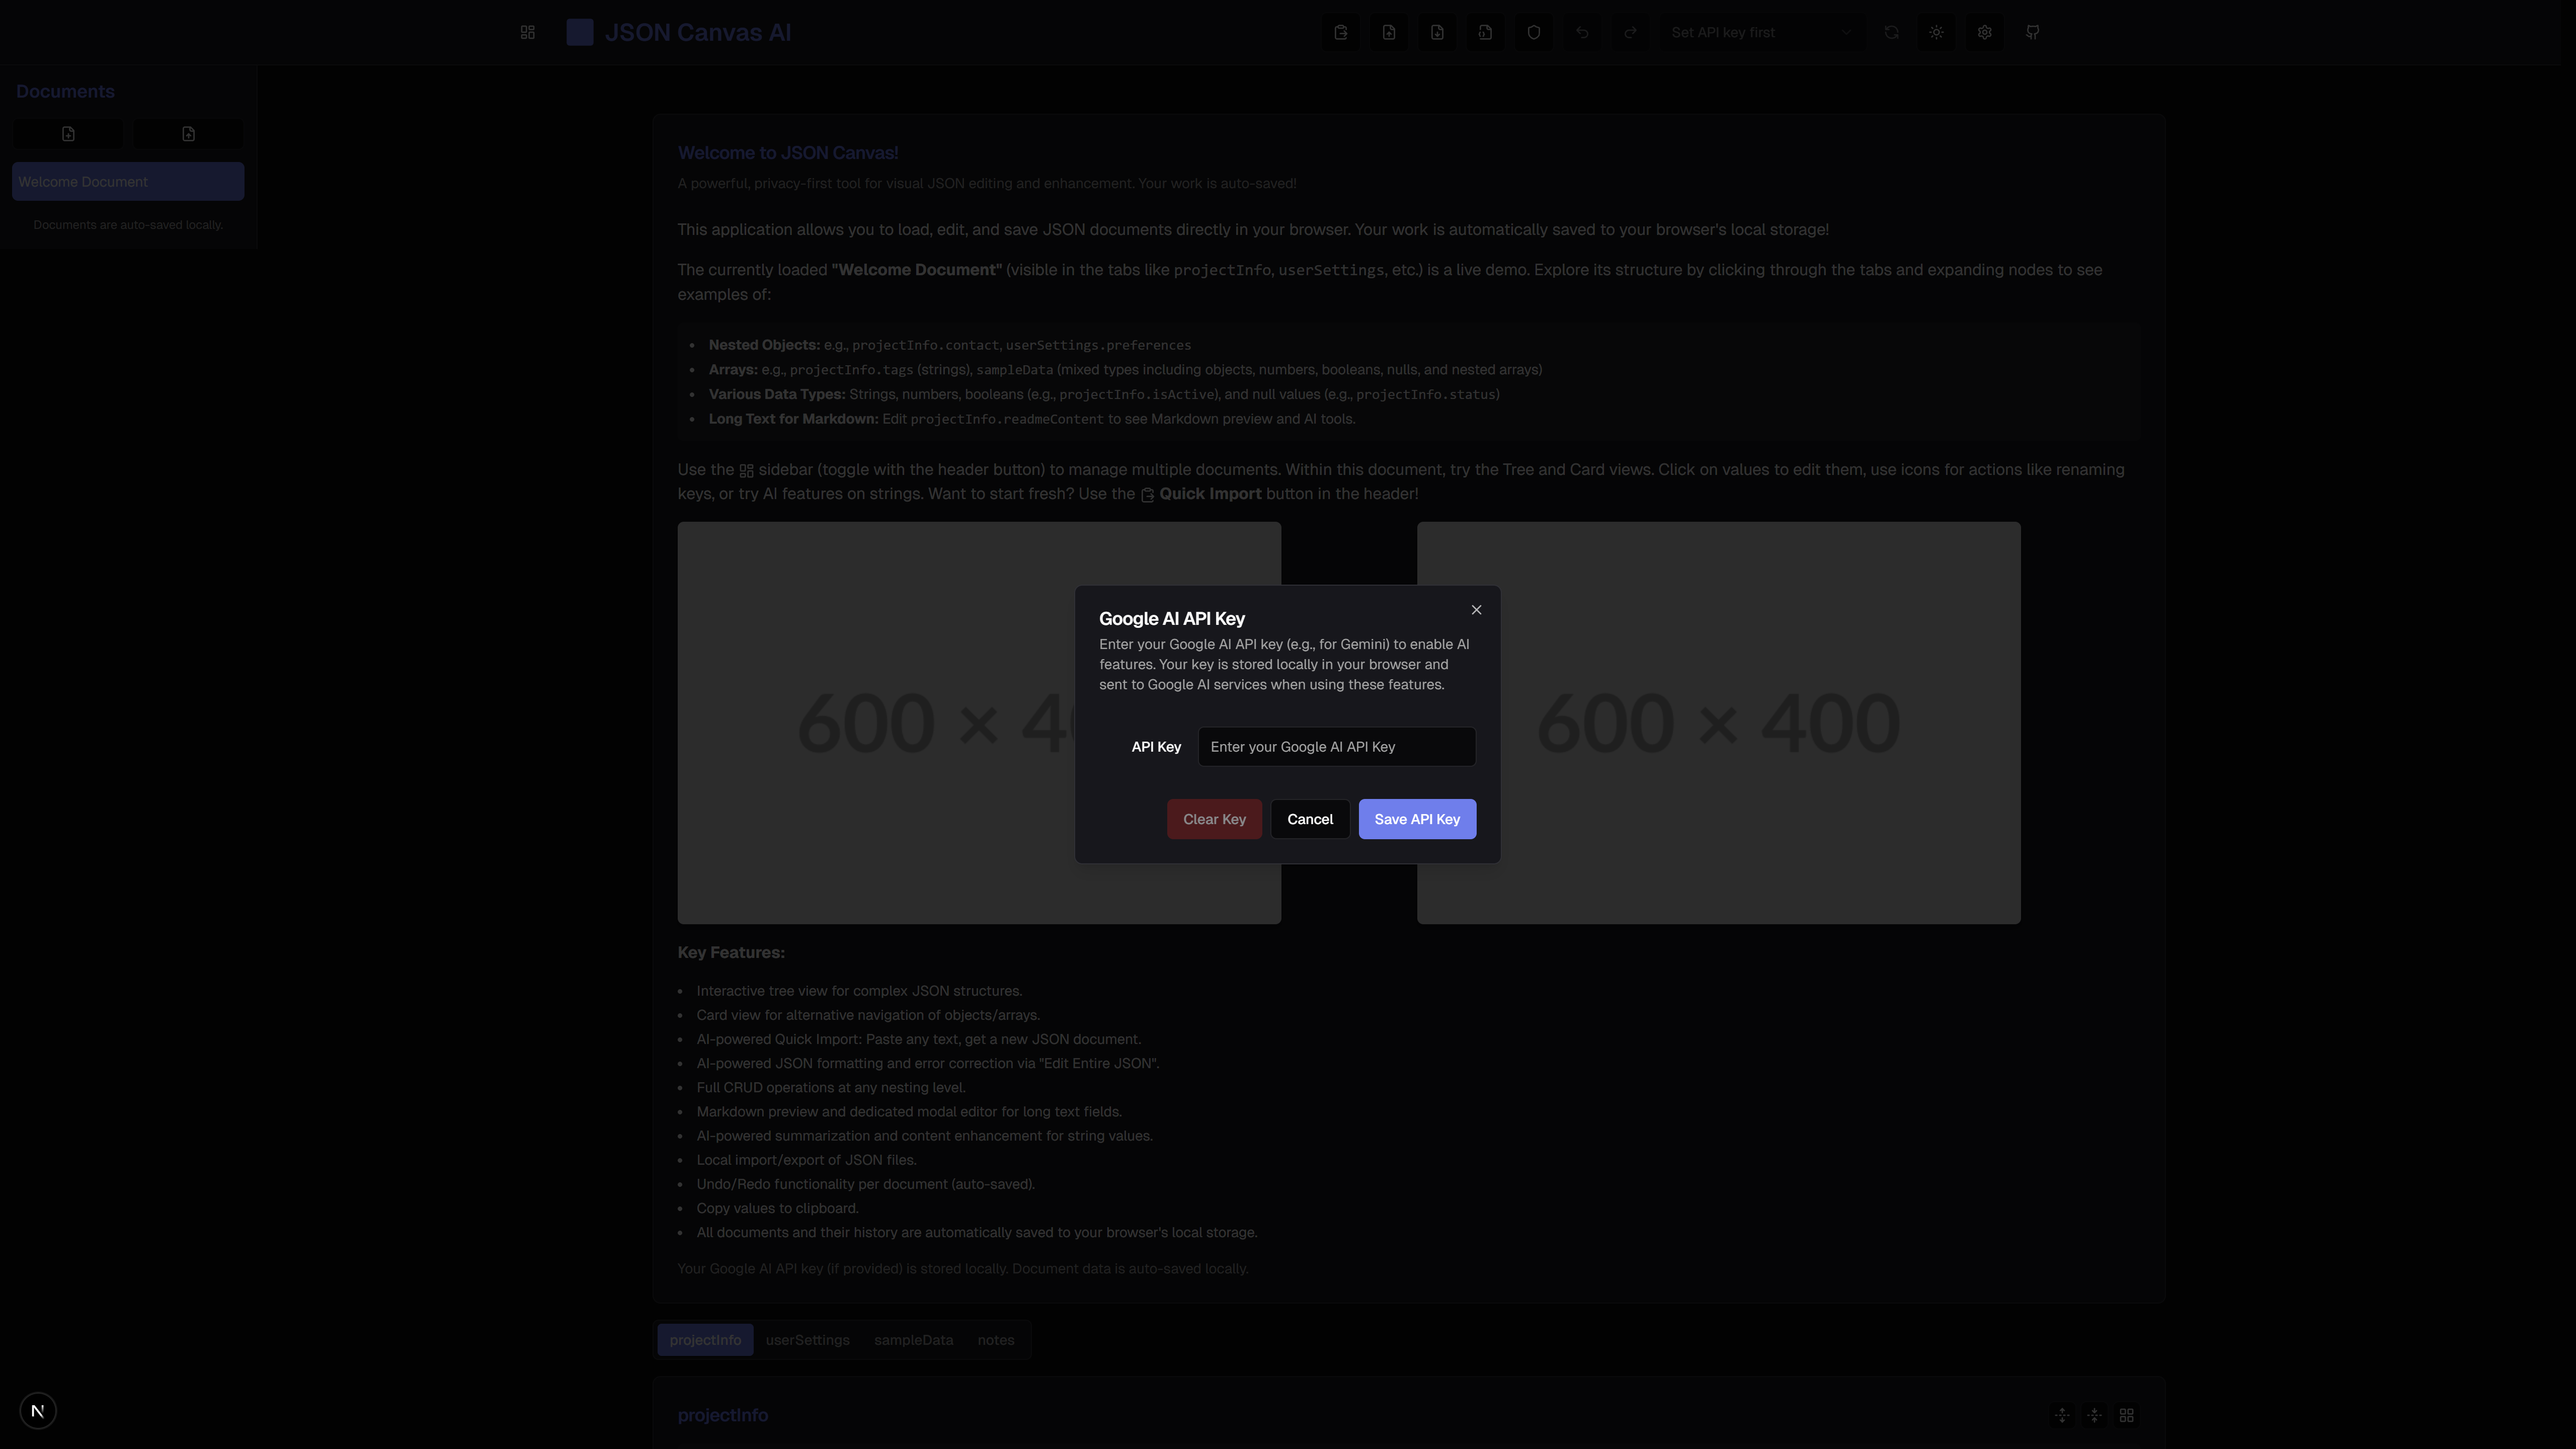 JSON Canvas AI
Set API key first
Documents
Welcome Document
Documents are auto-saved locally.
Welcome to JSON Canvas!
A powerful, privacy-first tool for visual JSON editing and enhancement. Your work is auto-saved!
This application allows you to load, edit, and save JSON documents directly in your browser. Your work is automatically saved to your browser's local storage!
The currently loaded "Welcome Document" (visible in the tabs like projectInfo, userSettings, etc.) is a live demo. Explore its structure by clicking through the tabs and expanding nodes to see
examples of:
• Nested Objects: e.g., projectInfo.contact, userSettings.preferences
• Arrays: e.g., projectInfo.tags (strings), sampleData (mixed types including objects, numbers, booleans, nulls, and nested arrays)
• Various Data Types: Strings, numbers, booleans (e.g., projectInfo.isActive), and null values (e.g., projectInfo.status)
• Long Text for Markdown: Edit projectInfo.readmeContent to see Markdown preview and AI tools.
Use the sidebar (toggle with the header button) to manage multiple documents. Within this document, try the Tree and Card views. Click on values to edit them, use icons for actions like renaming
keys, or try AI features on strings. Want to start fresh? Use the Quick Import button in the header!
600 × 40
600 × 400
Google AI API Key
Enter your Google AI API key (e.g., for Gemini) to enable AI
features. Your key is stored locally in your browser and
sent to Google AI services when using these features.
API Key
Enter your Google AI API Key
Clear Key
Cancel
Save API Key
Key Features:
• Interactive tree view for complex JSON structures.
• Card view for alternative navigation of objects/arrays.
• AI-powered Quick Import: Paste any text, get a new JSON document.
• AI-powered JSON formatting and error correction via "Edit Entire JSON".
• Full CRUD operations at any nesting level.
• Markdown preview and dedicated modal editor for long text fields.
• AI-powered summarization and content enhancement for string values.
• Local import/export of JSON files.
• Undo/Redo functionality per document (auto-saved).
• Copy values to clipboard.
• All documents and their history are automatically saved to your browser's local storage.
Your Google AI API key (if provided) is stored locally. Document data is auto-saved locally.
projectInfo
userSettings
sampleData
notes
N
projectInfo